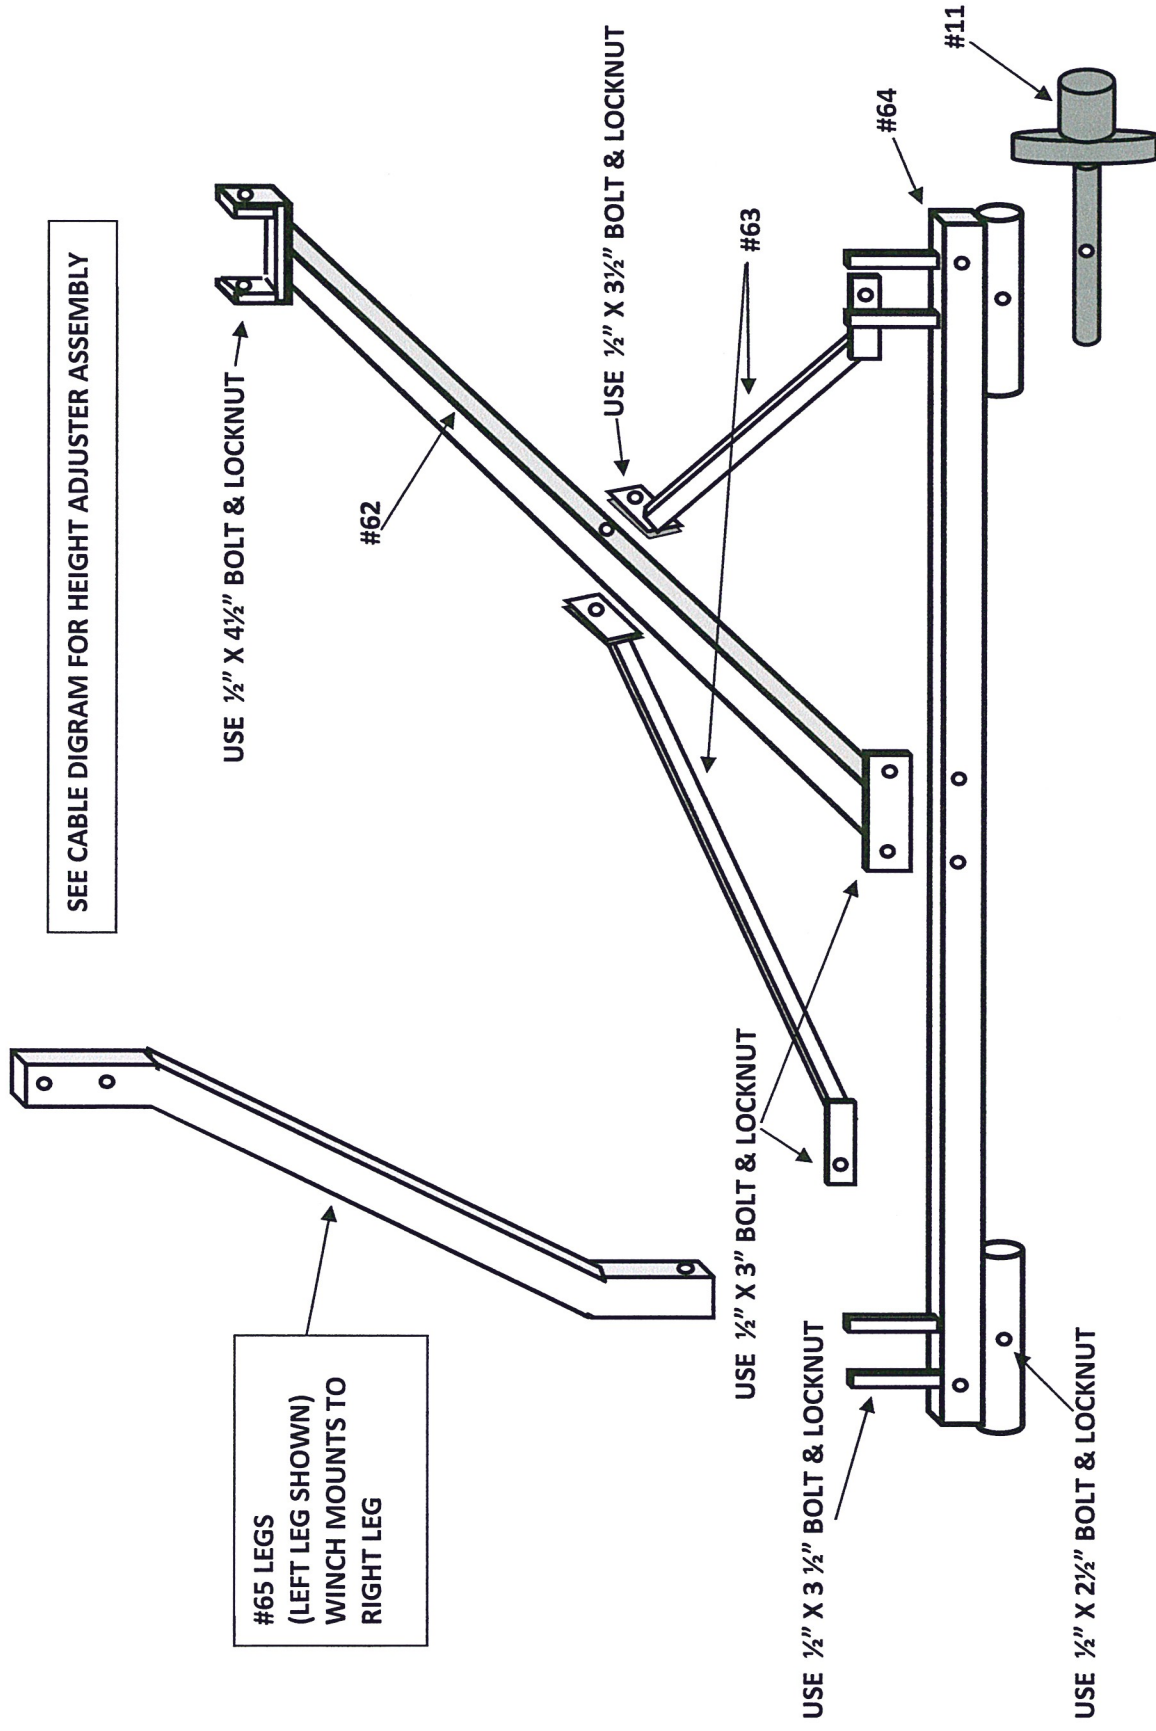 SEE CABLE DIGRAM FOR HEIGHT ADJUSTER ASSEMBLY
USE ½” X 4½” BOLT & LOCKNUT
#62
USE ½” X 3½” BOLT & LOCKNUT
#63
#64
#11
#65 LEGS
(LEFT LEG SHOWN)
WINCH MOUNTS TO
RIGHT LEG
USE ½” X 3” BOLT & LOCKNUT
USE ½” X 3 ½” BOLT & LOCKNUT
USE ½” X 2½” BOLT & LOCKNUT